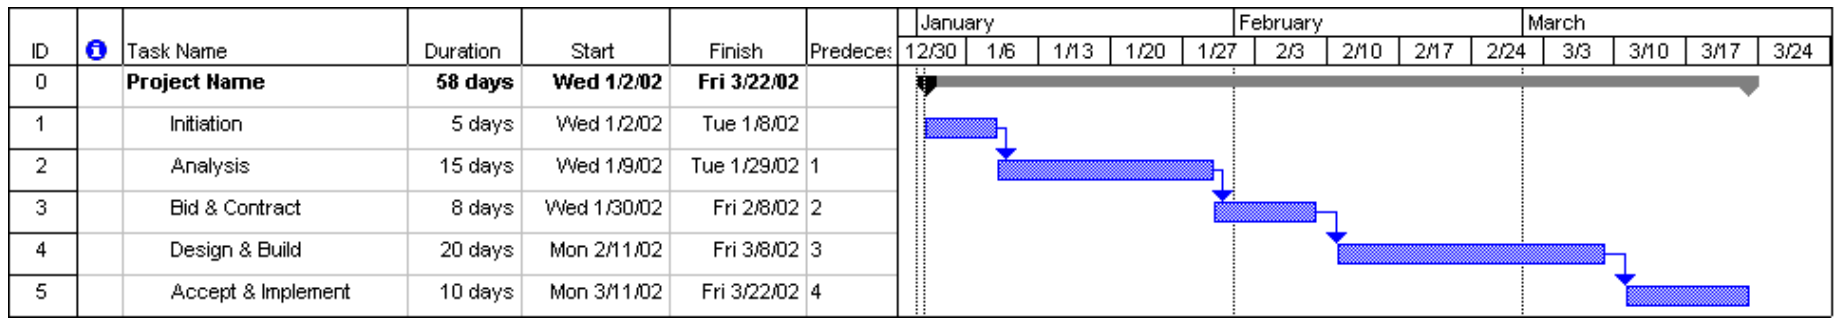 January February March
ID Task Name Duration Start Finish Predeces 12/30 1/6 1/13 1/20 1/27 2/3 2/10 2/17 2/24 3/3 3/10 3/17 3/24
0 Project Name 58 days Wed 1/2/02 Fri 3/22/02
1 Initiation 5 days Wed 1/2/02 Tue 1/8/02
2 Analysis 15 days Wed 1/9/02 Tue 1/29/02 1
3 Bid & Contract 8 days Wed 1/30/02 Fri 2/8/02 2
4 Design & Build 20 days Mon 2/11/02 Fri 3/8/02 3
5 Accept & Implement 10 days Mon 3/11/02 Fri 3/22/02 4